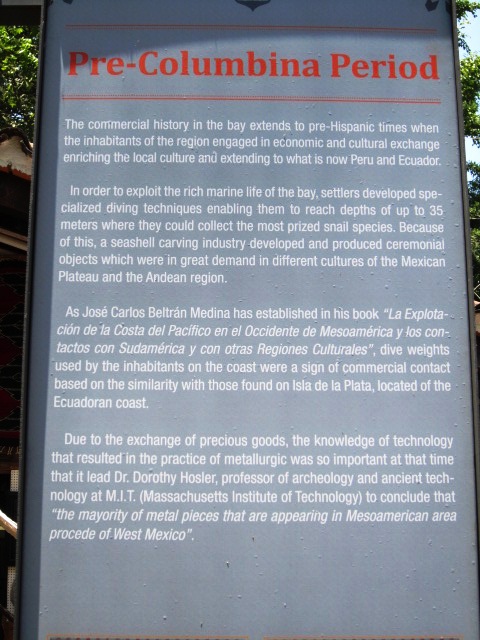 Pre-Columbina Period
The commercial history in the bay extends to pre-Hispanic times when
the inhabitants of the region engaged in economic and cultural exchange
enriching the local culture and extending to what is now Peru and Ecuador.
In order to exploit the rich marine life of the bay, settlers developed spe-
cialized diving techniques enabling them to reach depths of up to 35
meters where they could collect the most prized snail species. Because
of this, a seashell carving industry developed and produced ceremonial
objects which were in great demand in different cultures of the Mexican
Plateau and the Andean region.
As José Carlos Beltrán Medina has established in his book "La Explota-
ción de la Costa del Pacífico en el Occidente de Mesoamérica y los con-
tactos con Sudamérica y con otras Regiones Culturales", dive weights
used by the inhabitants on the coast were a sign of commercial contact
based on the similarity with those found on Isla de la Plata, located of the
Ecuadoran coast.
Due to the exchange of precious goods, the knowledge of technology
that resulted in the practice of metallurgic was so important at that time
that it lead Dr. Dorothy Hosler, professor of archeology and ancient tech-
nology at M.I.T. (Massachusetts Institute of Technology) to conclude that
"the mayority of metal pieces that are appearing in Mesoamerican area
procede of West Mexico".